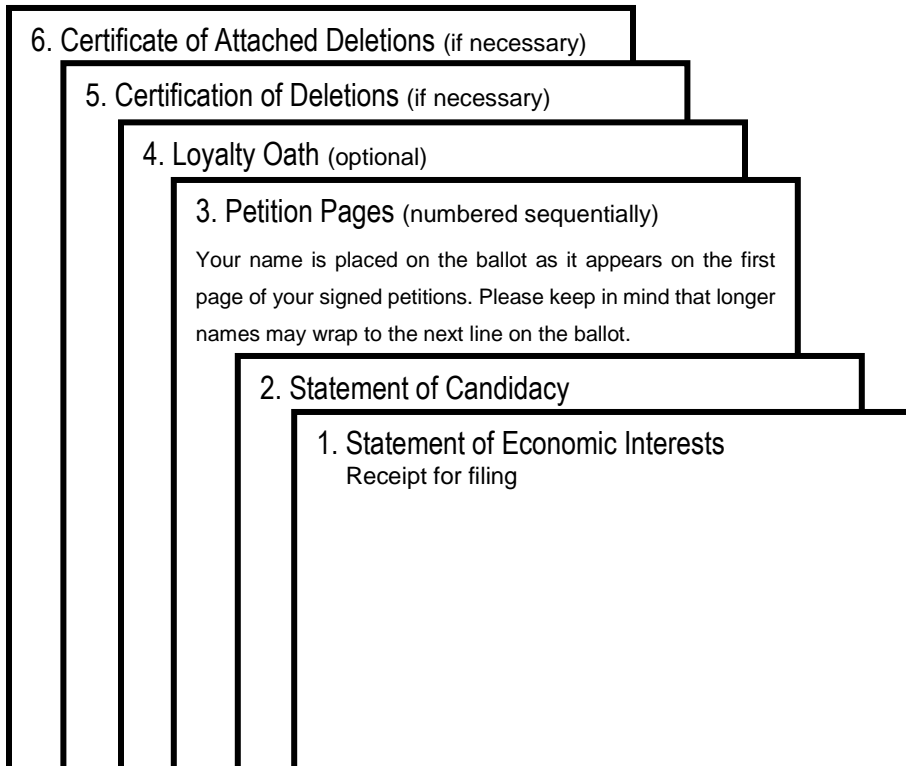 6. Certificate of Attached Deletions (if necessary)
5. Certification of Deletions (if necessary)
4. Loyalty Oath (optional)
3. Petition Pages (numbered sequentially)
Your name is placed on the ballot as it appears on the first
page of your signed petitions. Please keep in mind that longer
names may wrap to the next line on the ballot.
2. Statement of Candidacy
1. Statement of Economic Interests
Receipt for filing